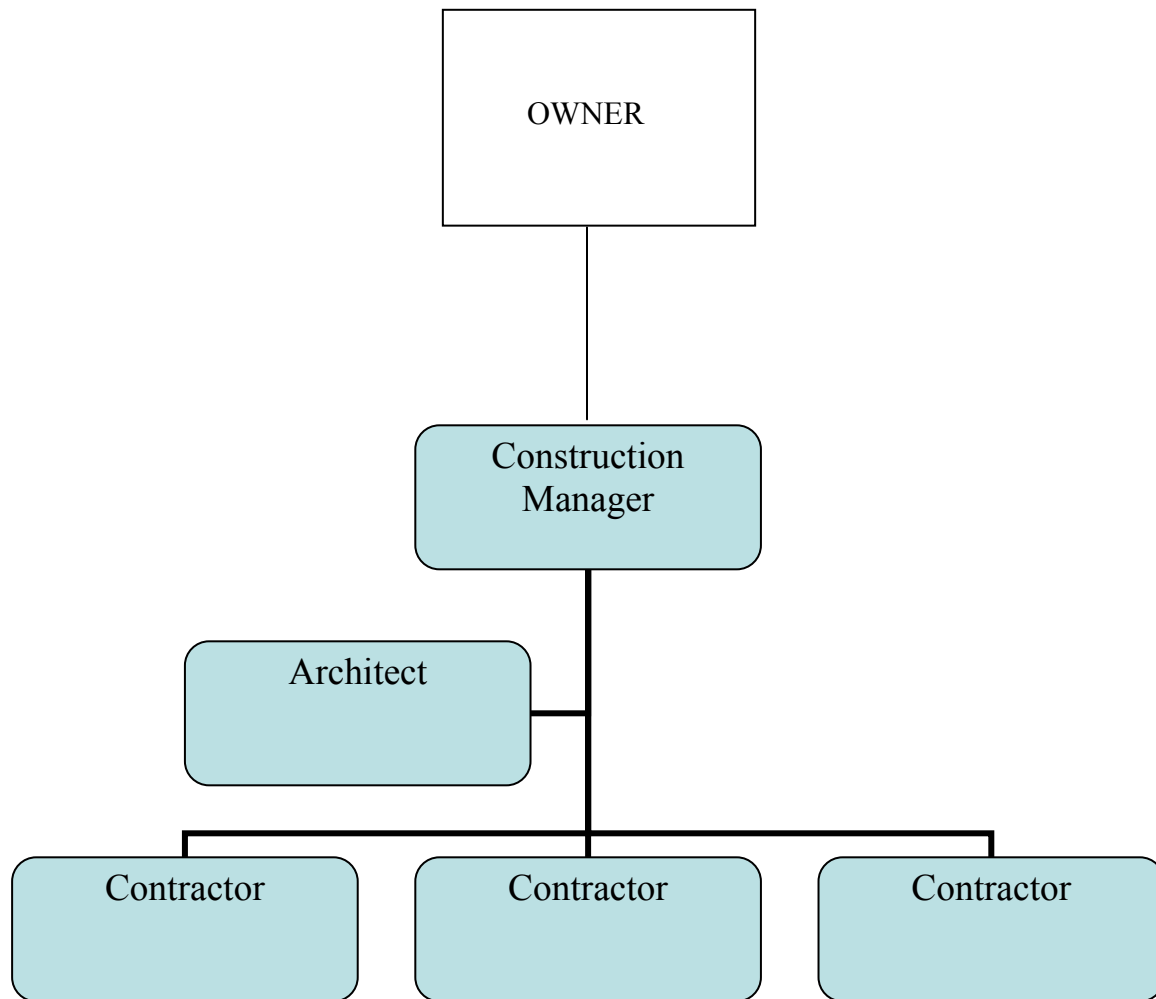 OWNER
Construction
Manager
Architect
Contractor
Contractor
Contractor